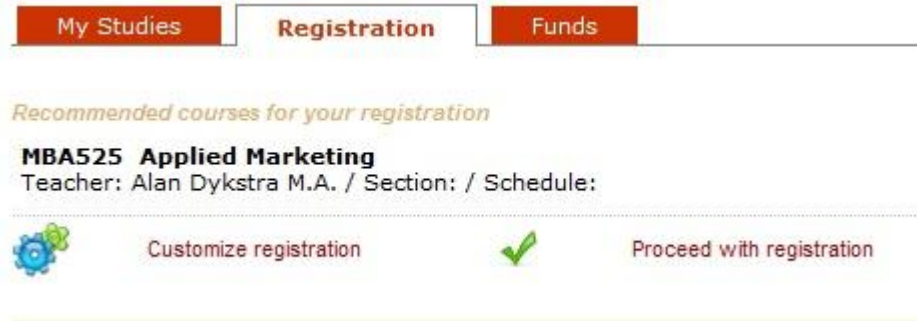 My Studies Registration Funds
Recommended courses for your registration
MBA525 Applied Marketing
Teacher: Alan Dykstra M.A. / Section: / Schedule:
Customize registration Proceed with registration